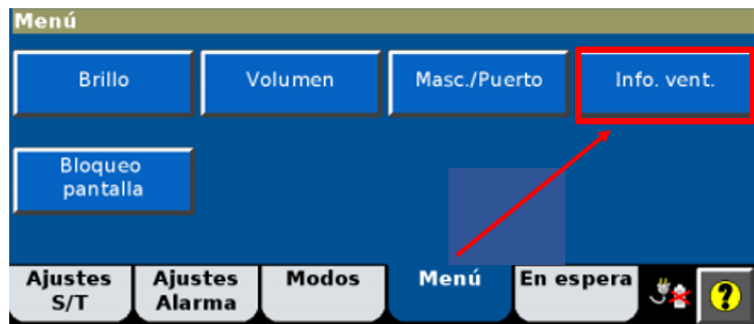 Menú
Brillo
Volumen
Masc./Puerto
Info. vent.
Bloqueo
pantalla
Ajustes
S/T
Ajustes
Alarma
Modos
Menú
En espera
?